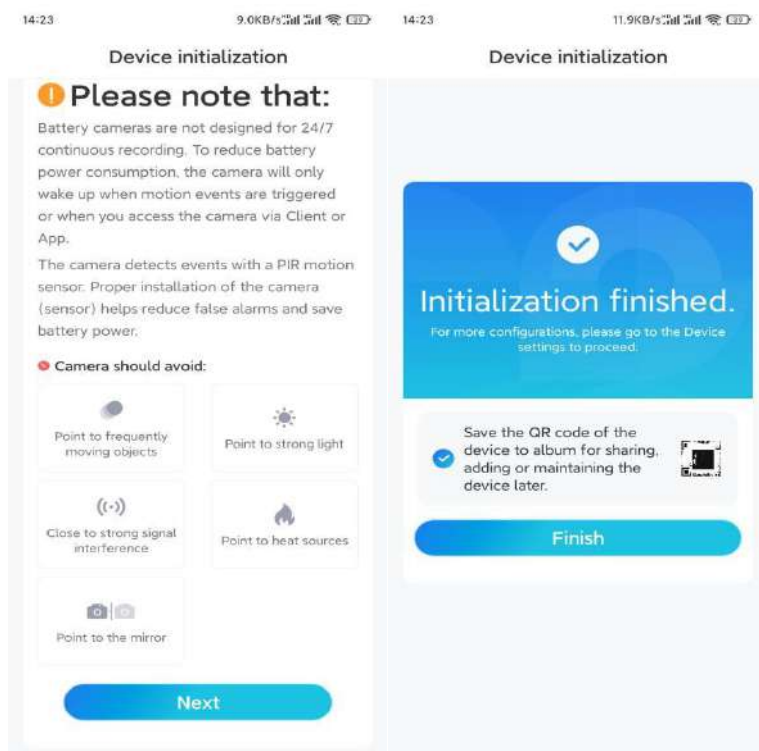 14:23
9.0KB/s
29
Device initialization
Please note that:
Battery cameras are not designed for 24/7
continuous recording. To reduce battery
power consumption, the camera will only
wake up when motion events are triggered
or when you access the camera via Client or
App.
The camera detects events with a PIR motion
sensor. Proper installation of the camera
(sensor) helps reduce false alarms and save
battery power.
Camera should avoid:
Point to frequently
moving objects
Point to strong light
Close to strong signal
interference
Point to heat sources
Point to the mirror
Next
14:23
11.9KB/s
29
Device initialization
Initialization finished.
For more configurations, please go to the Device
settings to proceed.
Save the QR code of the
device to album for sharing,
adding or maintaining the
device later.
Finish